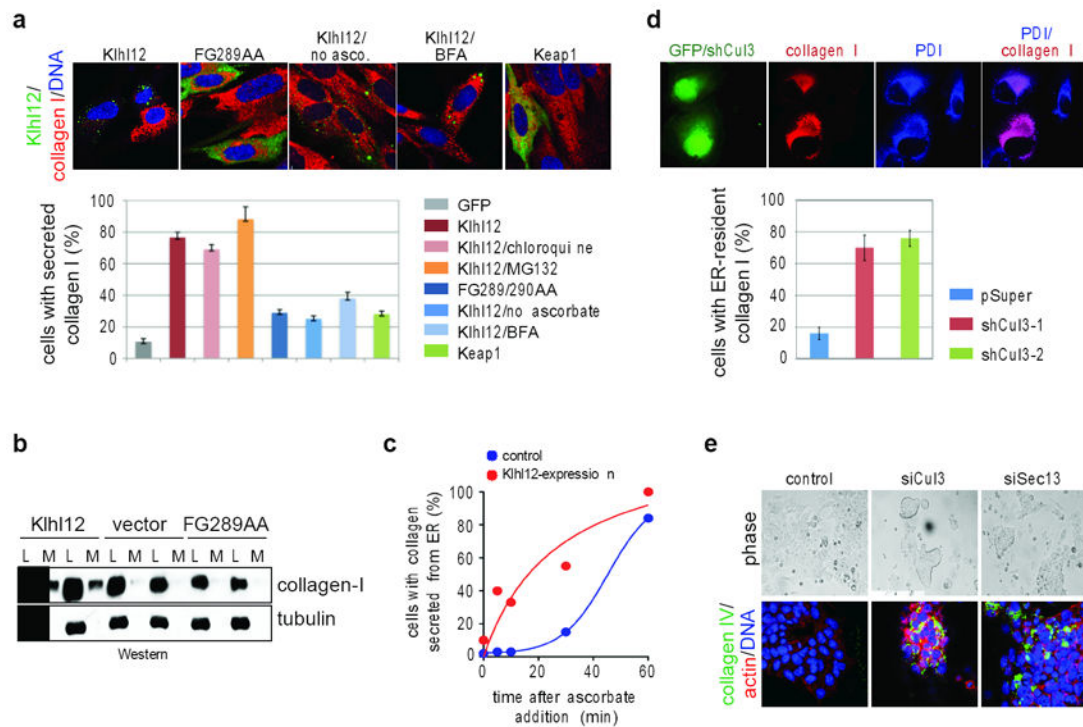 a
Klhl12 FG289AA Klhl12/ no asco. Klhl12/ BFA Keap1
Klhl12/
collagen I/DNA
cells with secreted
collagen I (%)
100
80
60
40
20
0
GFP
Klhl12
Klhl12/chloroqui ne
Klhl12/MG132
FG289/290AA
Klhl12/no ascorbate
Klhl12/BFA
Keap1
d
GFP/shCul3 collagen I PDI PDI/ collagen I
cells with ER-resident
collagen I (%)
100
80
60
40
20
0
pSuper
shCul3-1
shCul3-2
b
Klhl12 vector FG289AA
L M L M L M L M L M
collagen-I
tubulin
Western
c
control
Klhl12-expressio n
cells with collagen
secreted from ER (%)
100
80
60
40
20
0
0 20 40 60
time after ascorbate
addition (min)
e
control siCul3 siSec13
phase
collagen IV/
actin/DNA